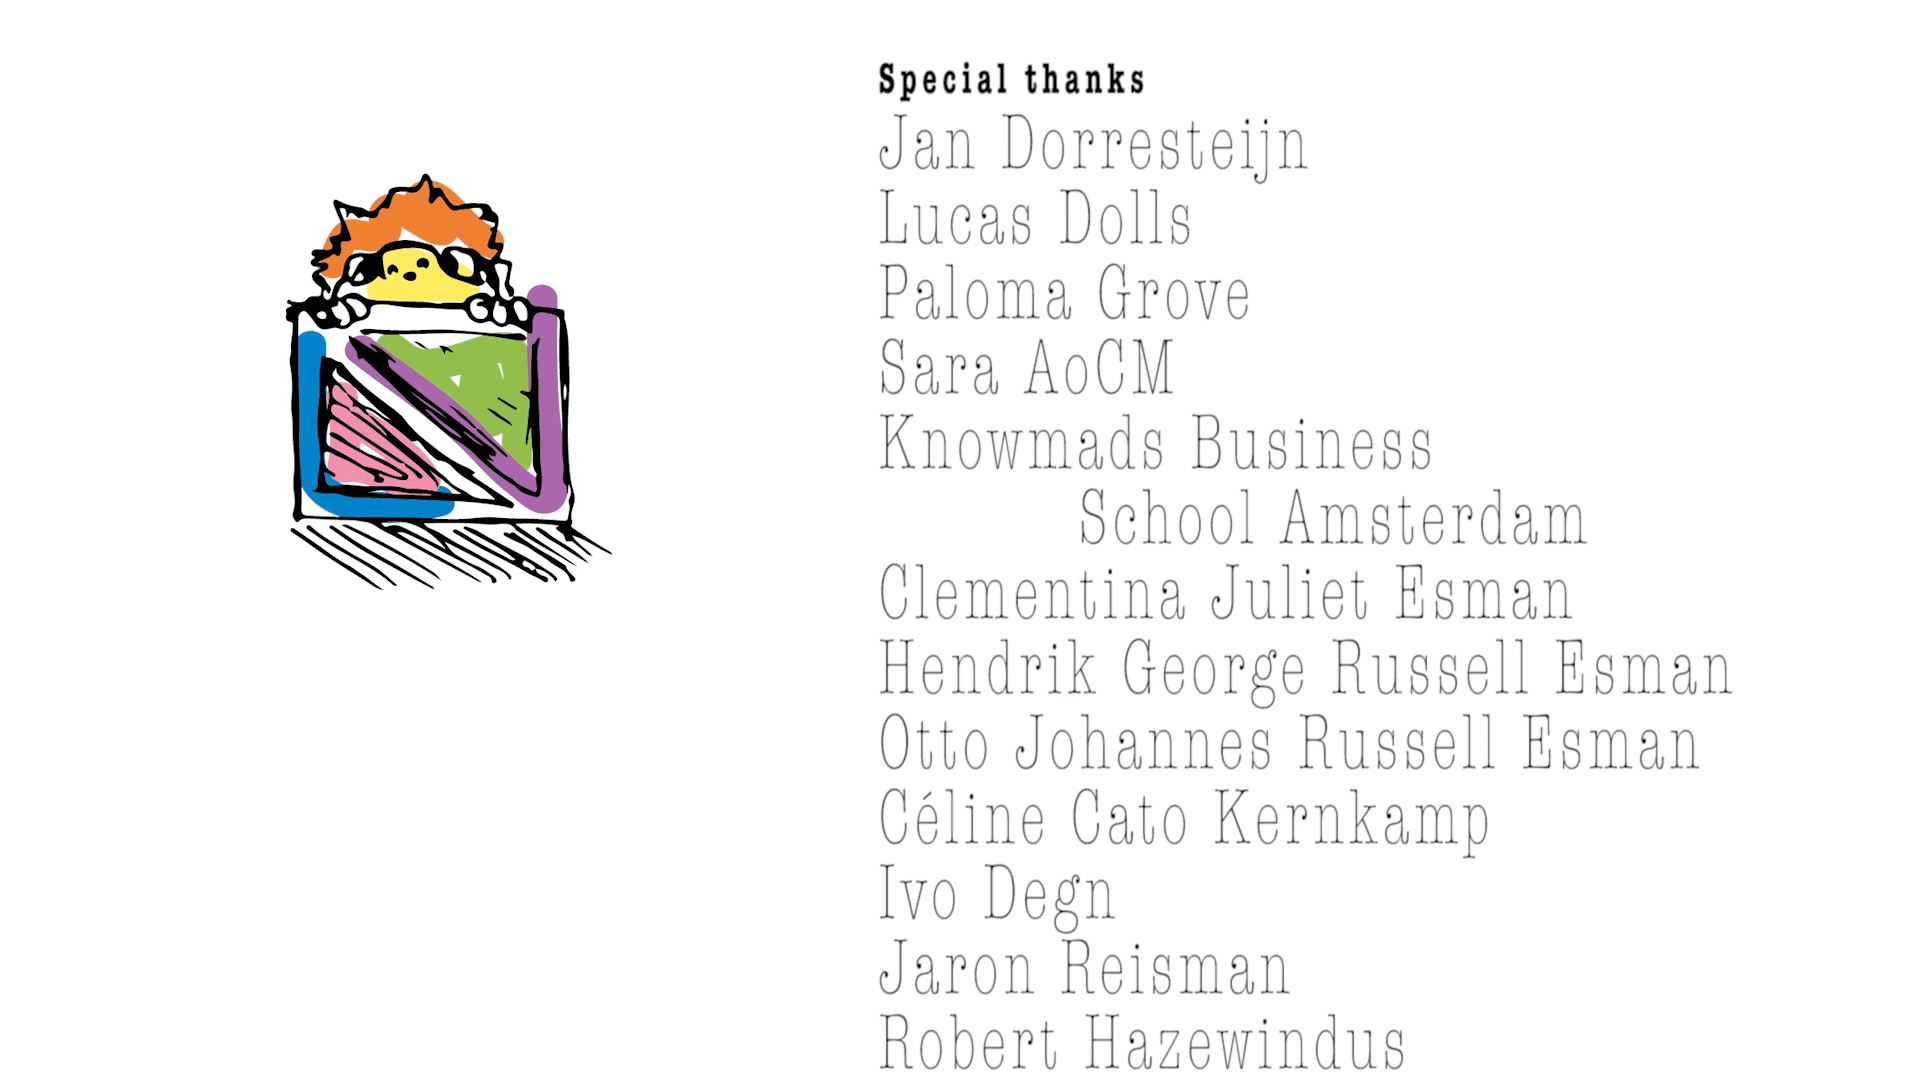 Special thanks
Jan Dorresteijn
Lucas Dolls
Paloma Grove
Sara AoCM
Knowmads Business
School Amsterdam
Clementina Juliet Esman
Hendrik George Russell Esman
Otto Johannes Russell Esman
Céline Cato Kernkamp
Ivo Degn
Jaron Reisman
Robert Hazewindus